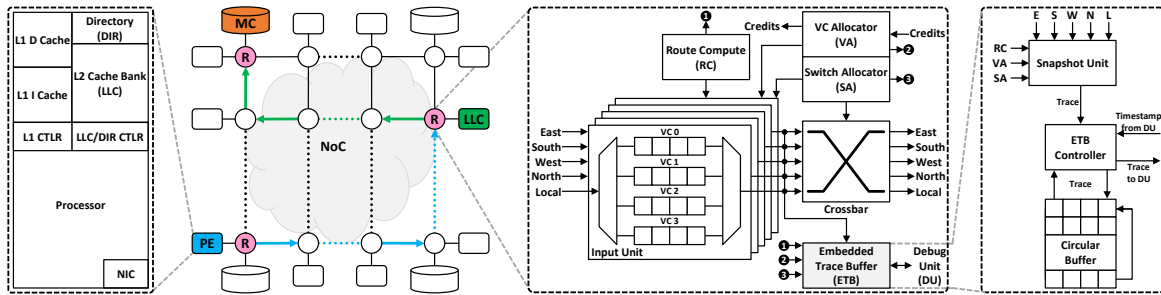 L1 D Cache
Directory
(DIR)
L1 I Cache
L2 Cache Bank
(LLC)
L1 CTLR
LLC/DIR CTLR
Processor
NIC
MC
R
R
LLC
NoC
PE
R
1
Route Compute
(RC)
Credits
VC Allocator
(VA)
Credits
2
Switch Allocator
(SA)
3
East
South
West
North
Local
VC 0
VC 1
VC 2
VC 3
Input Unit
East
South
West
North
Local
Crossbar
1
2
3
Embedded
Trace Buffer
(ETB)
Debug
Unit
(DU)
E S W N L
RC
VA
SA
Snapshot Unit
Trace
Timestamp
from DU
ETB
Controller
Trace
to DU
Trace
Circular
Buffer